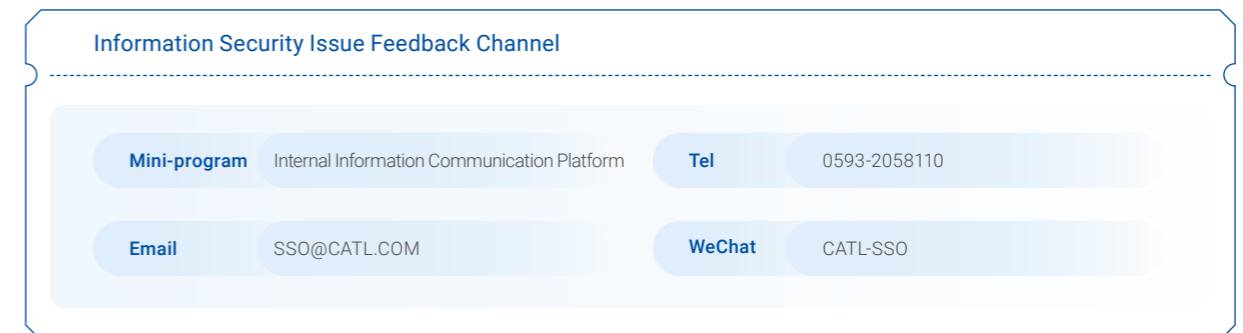 Information Security Issue Feedback Channel
Mini-program Internal Information Communication Platform Tel 0593-2058110
Email SSO@CATL.COM WeChat CATL-SSO